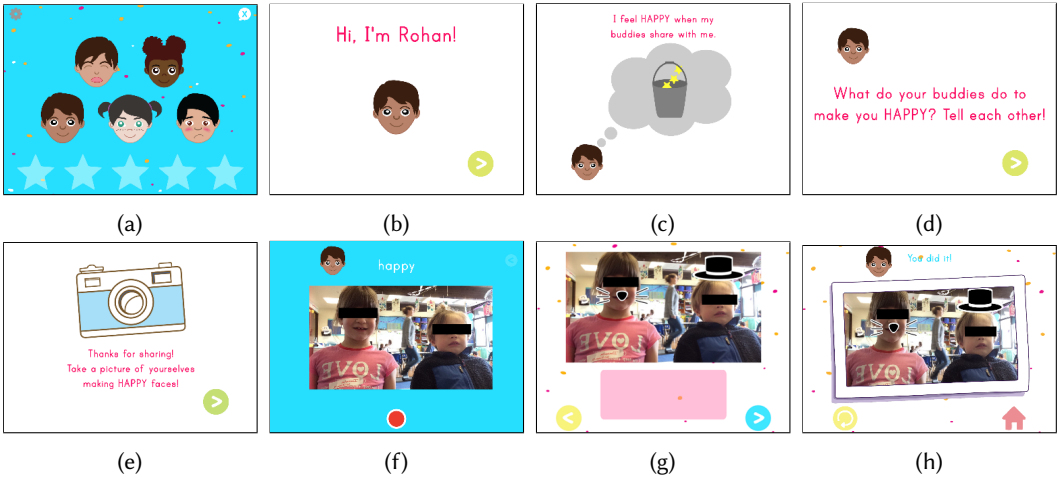 X
Hi, I'm Rohan!
I feel HAPPY when my
buddies share with me.
What do your buddies do to
make you HAPPY? Tell each other!
(a)
(b)
(c)
(d)
Thanks for sharing!
Take a picture of yourselves
making HAPPY faces!
happy
You did it!
(e)
(f)
(g)
(h)